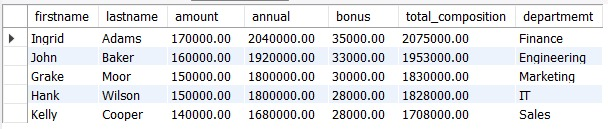 firstname lastname amount annual bonus total_composition departmemt
Ingrid Adams 170000.00 2040000.00 35000.00 2075000.00 Finance
John Baker 160000.00 1920000.00 33000.00 1953000.00 Engineering
Grake Moor 150000.00 1800000.00 30000.00 1830000.00 Marketing
Hank Wilson 150000.00 1800000.00 28000.00 1828000.00 IT
Kelly Cooper 140000.00 1680000.00 28000.00 1708000.00 Sales